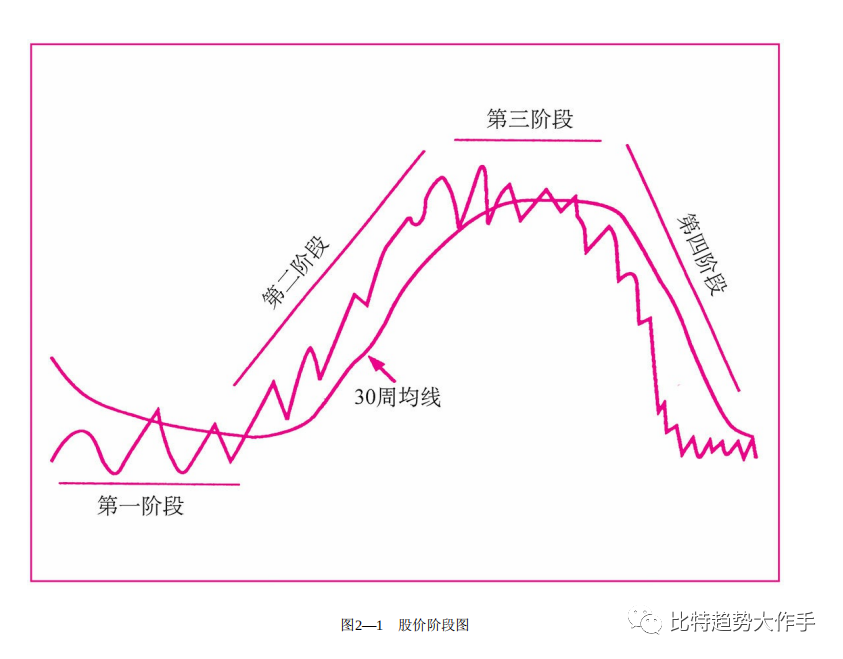 第三阶段
第二阶段
第四阶段
30周均线
第一阶段
图2—1 股价阶段图
比特趋势大作手